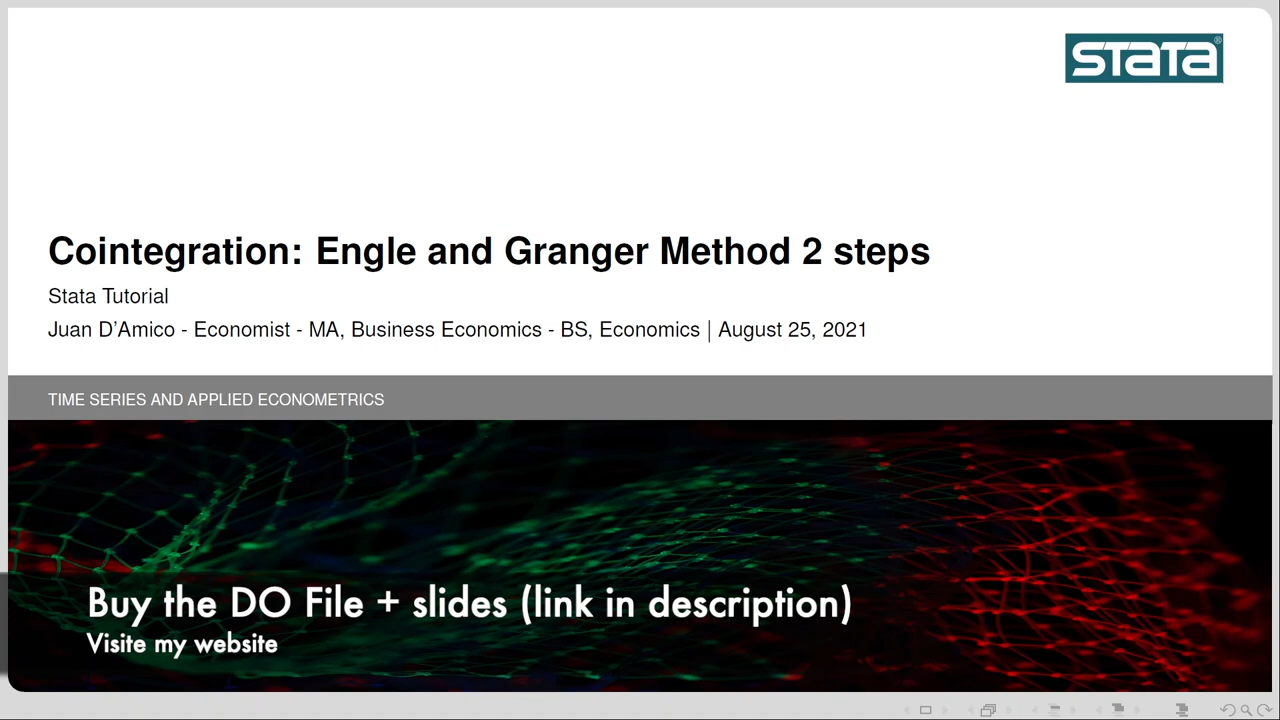 STATA®
Cointegration: Engle and Granger Method 2 steps
Stata Tutorial
Juan D'Amico - Economist - MA, Business Economics - BS, Economics | August 25, 2021
TIME SERIES AND APPLIED ECONOMETRICS
Buy the DO File + slides (link in description)
Visite my website